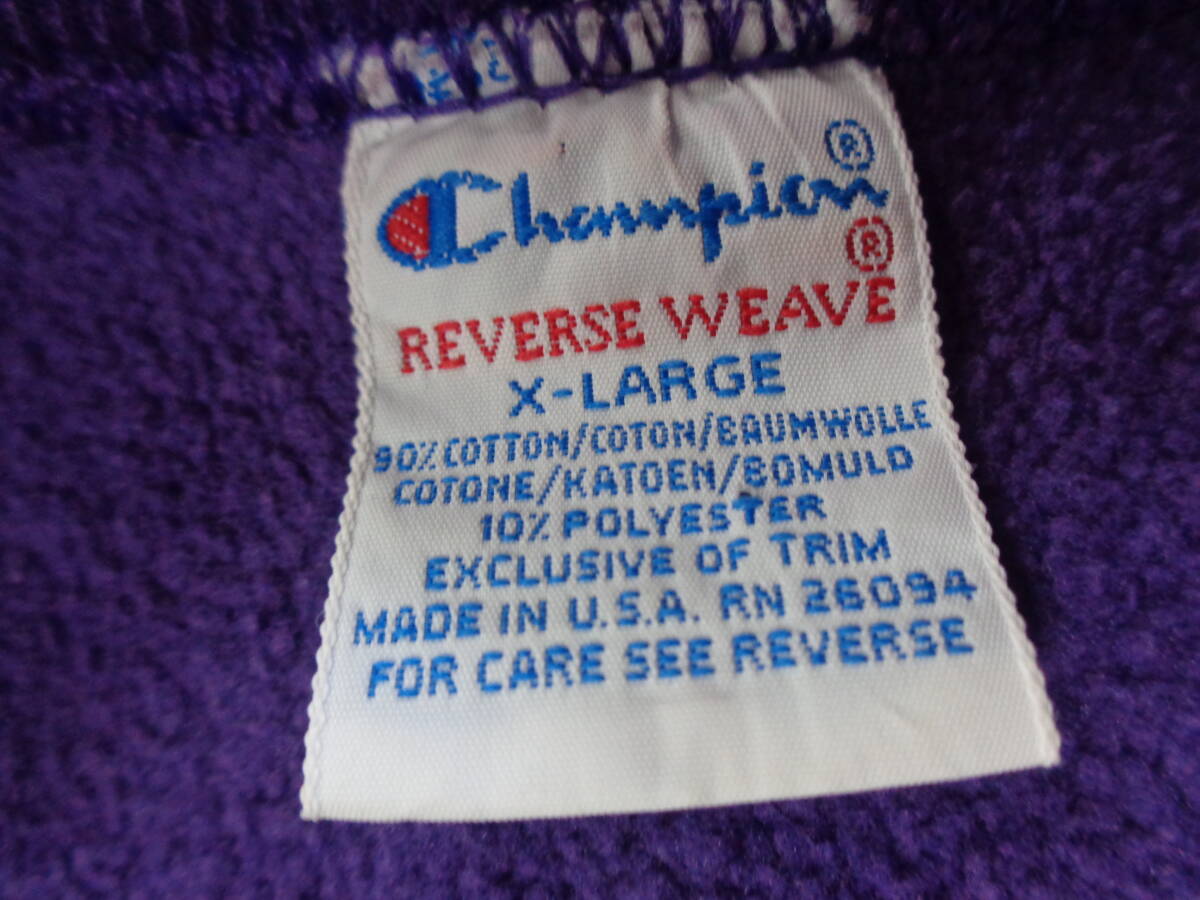 Champion®
®
REVERSE WEAVE
X-LARGE
90% COTTON/COTON/BAUMWOLLE
COTONE/KATOEN/BOMULD
10% POLYESTER
EXCLUSIVE OF TRIM
MADE IN U.S.A. RN 26094
FOR CARE SEE REVERSE